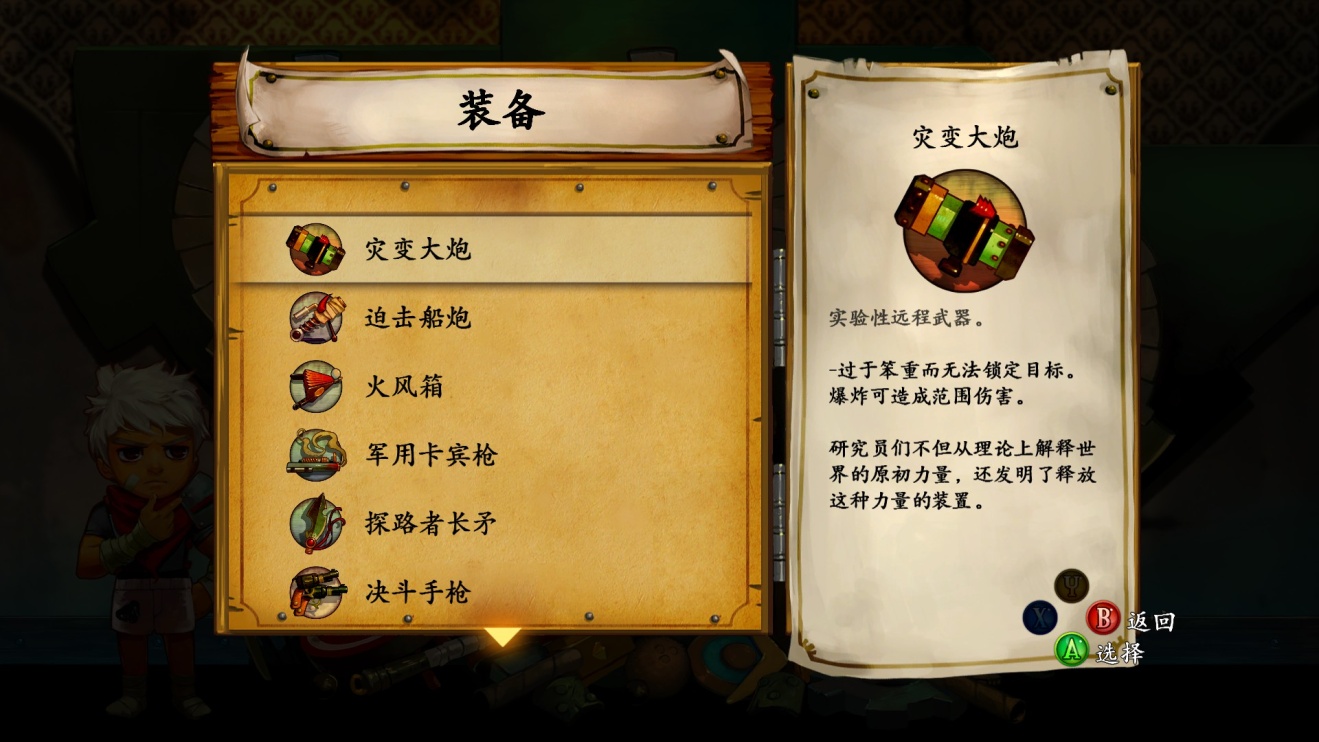 装备
灾变大炮
迫击船炮
火风箱
军用卡宾枪
探路者长矛
决斗手枪
灾变大炮
实验性远程武器。
-过于笨重而无法锁定目标。
爆炸可造成范围伤害。
研究员们不但从理论上解释世
界的原初力量，还发明了释放
这种力量的装置。
X
B 返回
A 选择